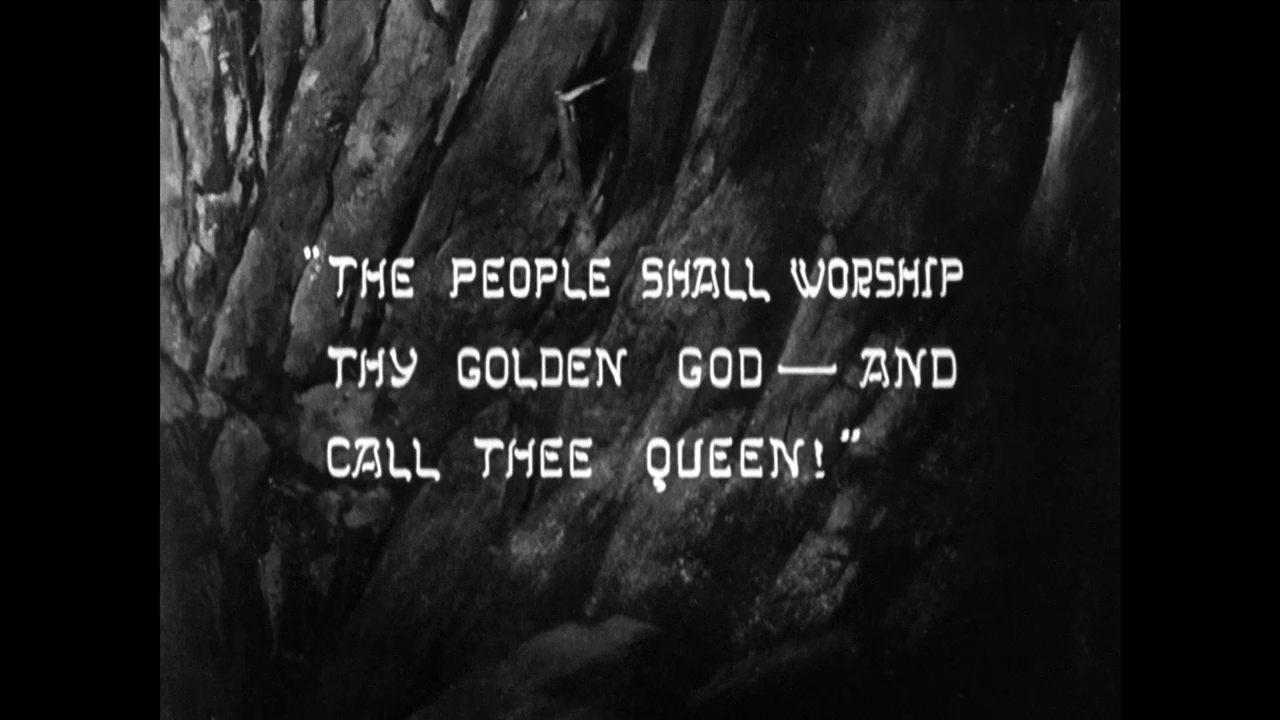 "THE PEOPLE SHALL WORSHIP
THY GOLDEN GOD — AND
CALL THEE QUEEN!"